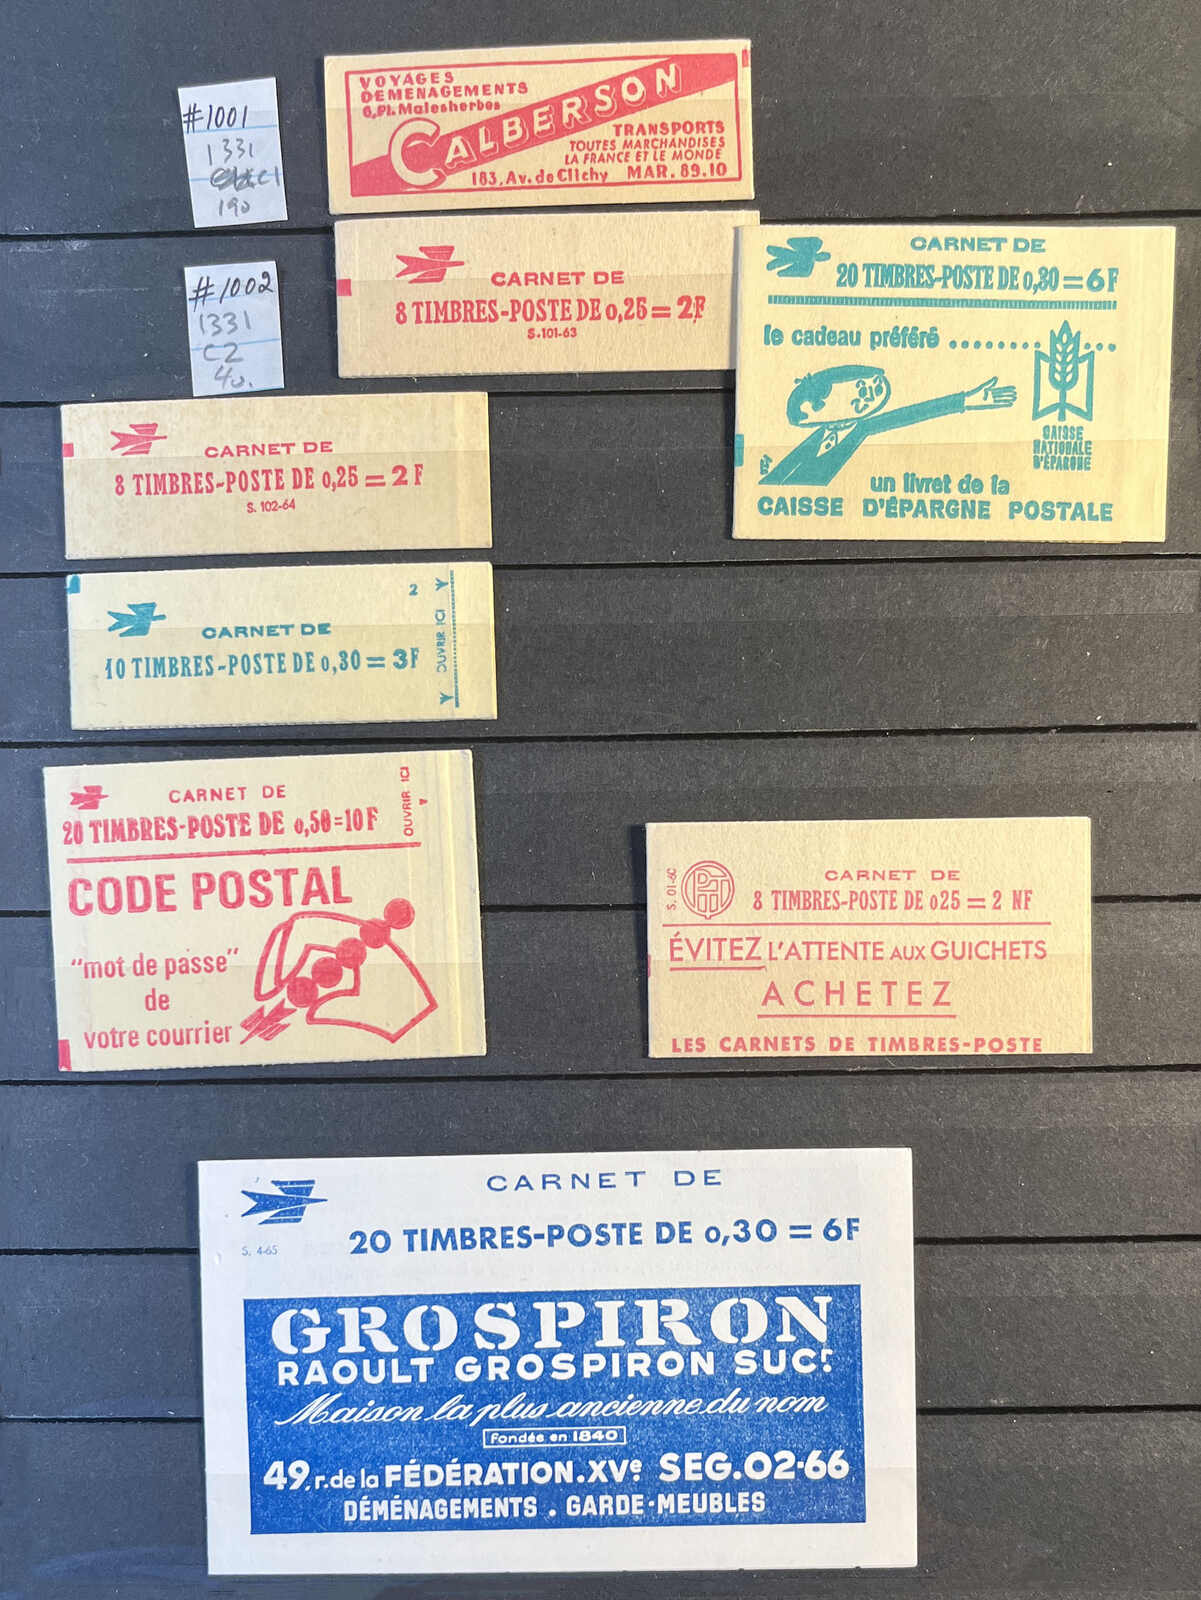 #1001
1331
C1
190
VOYAGES
DEMENAGEMENTS
6,Pl. Malesherbes
CALBERSON
TRANSPORTS
TOUTES MARCHANDISES
LA FRANCE ET LE MONDE
183, Av. de Clichy MAR. 89.10
#1002
1331
C2
40.
CARNET DE
8 TIMBRES-POSTE DE 0,25 = 2F
S.101-63
CARNET DE
20 TIMBRES-POSTE DE 0,30 = 6F
le cadeau préféré ...........
CAISSE
NATIONALE
D'ÉPARGNE
un livret de la
CAISSE D'ÉPARGNE POSTALE
CARNET DE
8 TIMBRES-POSTE DE 0,25 = 2 F
S. 102-64
2
CARNET DE
10 TIMBRES-POSTE DE 0,30 = 3F
OUVRIR ICI
CARNET DE
20 TIMBRES-POSTE DE 0,50=10F
OUVRIR ICI
CODE POSTAL
"mot de passe"
de
votre courrier
S. 01-60
PTT
CARNET DE
8 TIMBRES-POSTE DE 025 = 2 NF
ÉVITEZ L'ATTENTE AUX GUICHETS
ACHETEZ
LES CARNETS DE TIMBRES-POSTE
CARNET DE
S. 4-65
20 TIMBRES-POSTE DE 0,30 = 6F
GROSPIRON
RAOULT GROSPIRON SUCr.
Maison la plus ancienne du nom
Fondée en 1840
49, r. de la FÉDÉRATION.XVe SEG.02-66
DÉMÉNAGEMENTS . GARDE-MEUBLES